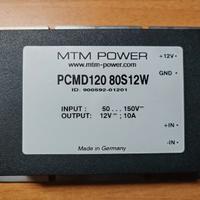 MTM POWER
www.mtm-power.com
PCMD120 80S12W
ID: 900592-01201
INPUT: 50...150V⎓
OUTPUT: 12V⎓; 10A
Made in Germany
+12V-
GND-
+IN-
-IN-